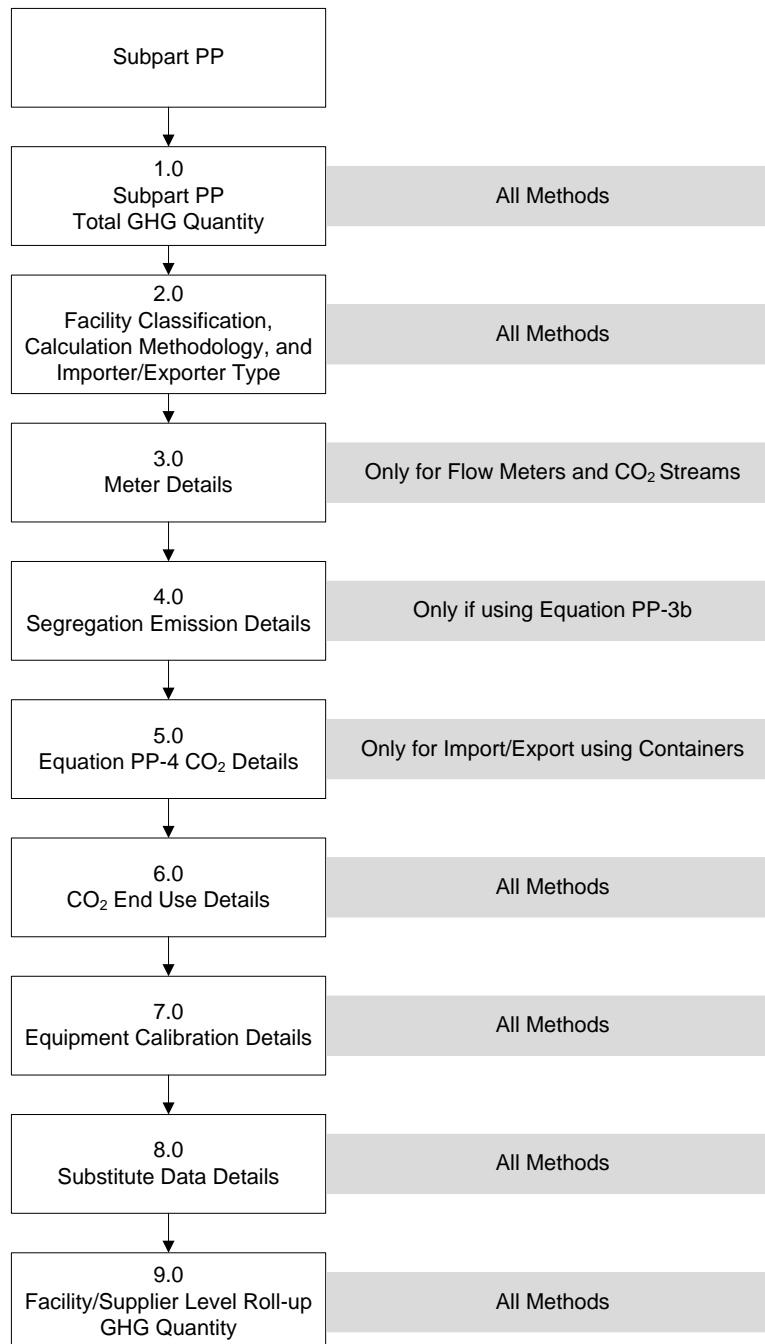 Subpart PP
1.0
Subpart PP
Total GHG Quantity
All Methods
2.0
Facility Classification,
Calculation Methodology, and
Importer/Exporter Type
All Methods
3.0
Meter Details
Only for Flow Meters and CO₂ Streams
4.0
Segregation Emission Details
Only if using Equation PP-3b
5.0
Equation PP-4 CO₂ Details
Only for Import/Export using Containers
6.0
CO₂ End Use Details
All Methods
7.0
Equipment Calibration Details
All Methods
8.0
Substitute Data Details
All Methods
9.0
Facility/Supplier Level Roll-up
GHG Quantity
All Methods